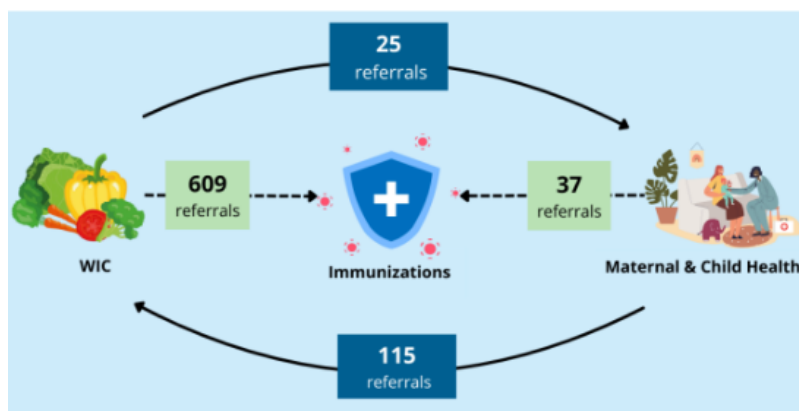 25
referrals
609
referrals
37
referrals
WIC
Immunizations
Maternal & Child Health
115
referrals